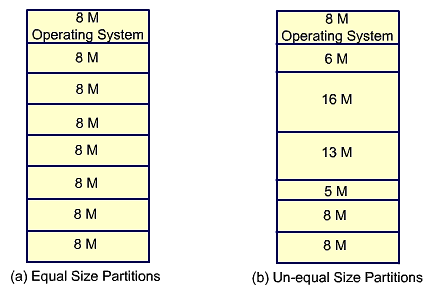 8 M
Operating System
8 M
8 M
8 M
8 M
8 M
8 M
8 M
(a) Equal Size Partitions
8 M
Operating System
6 M
16 M
13 M
5 M
8 M
8 M
(b) Un-equal Size Partitions